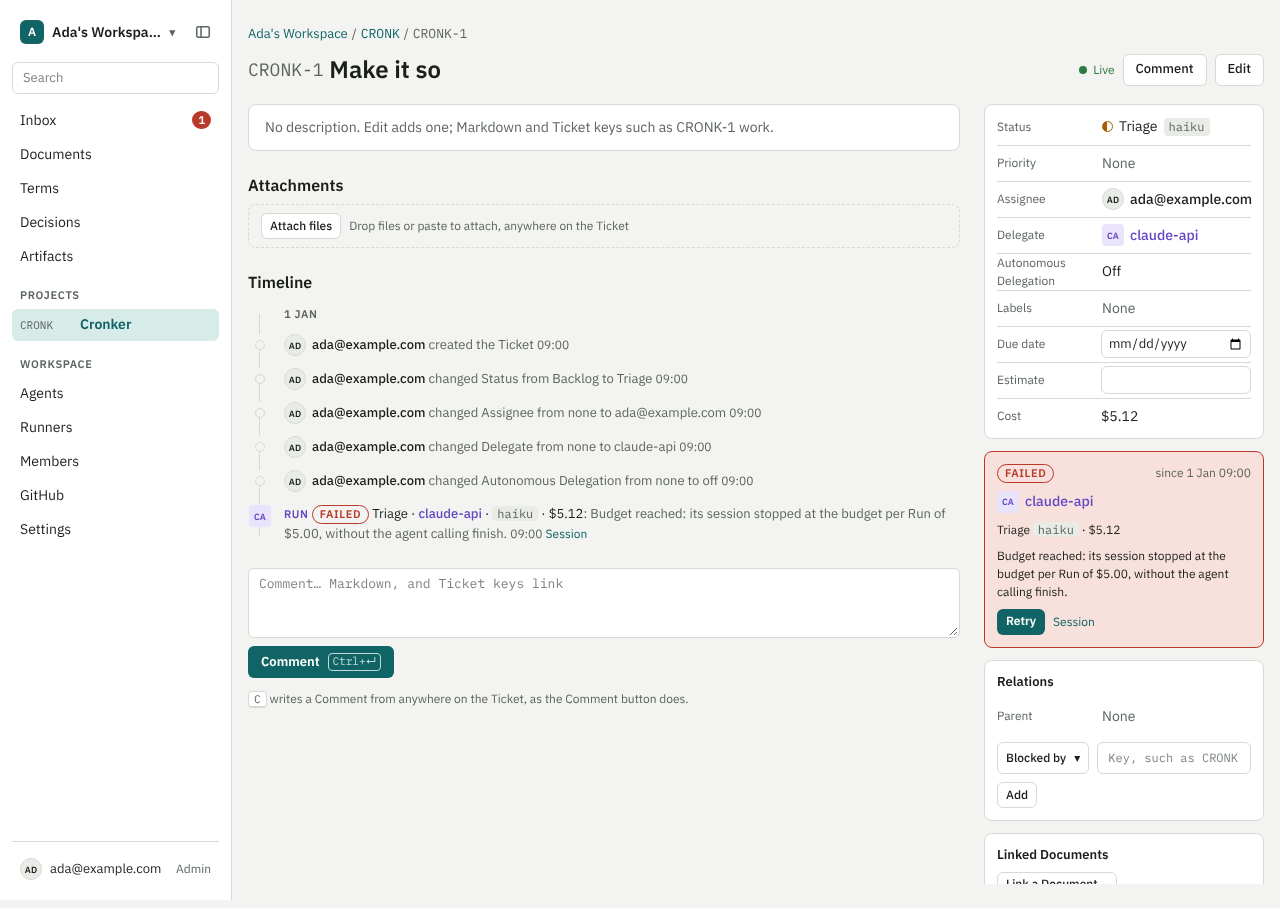 A Ada's Workspa... ▾
Search
Inbox 1
Documents
Terms
Decisions
Artifacts
PROJECTS
CRONK Cronker
WORKSPACE
Agents
Runners
Members
GitHub
Settings
AD ada@example.com Admin
Ada's Workspace / CRONK / CRONK-1
CRONK-1 Make it so
Live Comment Edit
No description. Edit adds one; Markdown and Ticket keys such as CRONK-1 work.
Attachments
Attach files Drop files or paste to attach, anywhere on the Ticket
Timeline
1 JAN
AD ada@example.com created the Ticket 09:00
AD ada@example.com changed Status from Backlog to Triage 09:00
AD ada@example.com changed Assignee from none to ada@example.com 09:00
AD ada@example.com changed Delegate from none to claude-api 09:00
AD ada@example.com changed Autonomous Delegation from none to off 09:00
CA RUN FAILED Triage · claude-api · haiku · $5.12: Budget reached: its session stopped at the budget per Run of
$5.00, without the agent calling finish. 09:00 Session
Comment… Markdown, and Ticket keys link
Comment Ctrl+↵
C writes a Comment from anywhere on the Ticket, as the Comment button does.
Status Triage haiku
Priority None
Assignee AD ada@example.com
Delegate CA claude-api
Autonomous
Delegation Off
Labels None
Due date mm/dd/yyyy
Estimate
Cost $5.12
FAILED since 1 Jan 09:00
CA claude-api
Triage haiku · $5.12
Budget reached: its session stopped at the
budget per Run of $5.00, without the agent
calling finish.
Retry Session
Relations
Parent None
Blocked by ▾ Key, such as CRONK
Add
Linked Documents
Link a Document